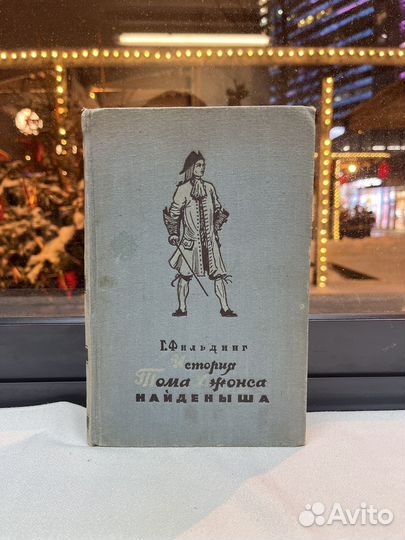 Г. Фильдинг
История
Тома Джонса
НАЙДЕНЫША
Avito